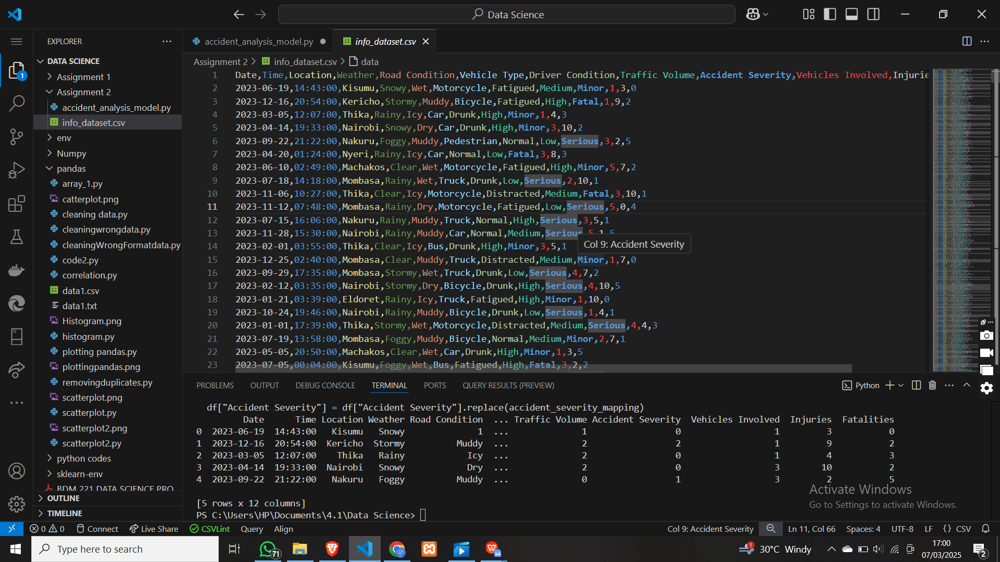 Data Science
EXPLORER
DATA SCIENCE
Assignment 1
Assignment 2
accident_analysis_model.py
info_dataset.csv
env
Numpy
pandas
array_1.py
catterplot.png
cleaning data.py
cleaningwrongdata.py
cleaningWrongFormatdata.py
code2.py
correlation.py
data1.csv
data1.txt
Histogram.png
histogram.py
plotting pandas.py
plottingpandas.png
removingduplicates.py
scatterplot.png
scatterplot.py
scatterplot2.png
scatterplot2.py
python codes
sklearn-env
BDM 221 DATA SCIENCE PRO
OUTLINE
TIMELINE
1
accident_analysis_model.py
info_dataset.csv
Assignment 2 > info_dataset.csv > data
1 Date,Time,Location,Weather,Road Condition,Vehicle Type,Driver Condition,Traffic Volume,Accident Severity,Vehicles Involved,Injurie
2 2023-06-19,14:43:00,Kisumu,Snowy,Wet,Motorcycle,Fatigued,Medium,Minor,1,3,0
3 2023-12-16,20:54:00,Kericho,Stormy,Muddy,Bicycle,Fatigued,High,Fatal,1,9,2
4 2023-03-05,12:07:00,Thika,Rainy,Icy,Car,Drunk,High,Minor,1,4,3
5 2023-04-14,19:33:00,Nairobi,Snowy,Dry,Car,Drunk,High,Minor,3,10,2
6 2023-09-22,21:22:00,Nakuru,Foggy,Muddy,Pedestrian,Normal,Low,Serious,3,2,5
7 2023-04-20,01:24:00,Nyeri,Rainy,Icy,Car,Normal,Low,Fatal,3,8,3
8 2023-06-10,02:49:00,Machakos,Clear,Wet,Motorcycle,Fatigued,High,Minor,5,7,2
9 2023-07-18,14:18:00,Mombasa,Rainy,Wet,Truck,Drunk,Low,Serious,2,10,1
10 2023-11-06,10:27:00,Thika,Clear,Icy,Motorcycle,Distracted,Medium,Fatal,3,10,1
11 2023-11-12,07:48:00,Mombasa,Rainy,Dry,Motorcycle,Fatigued,Low,Serious,5,0,4
12 2023-07-15,16:06:00,Nakuru,Rainy,Muddy,Truck,Normal,High,Serious,3,5,1
13 2023-11-28,15:30:00,Nairobi,Rainy,Muddy,Car,Normal,Medium,Serious,5,1,5
Col 9: Accident Severity
14 2023-02-01,03:55:00,Thika,Clear,Icy,Bus,Drunk,High,Minor,3,5,1
15 2023-12-25,02:40:00,Mombasa,Clear,Muddy,Truck,Distracted,Medium,Minor,1,7,0
16 2023-09-29,17:35:00,Mombasa,Stormy,Wet,Truck,Drunk,Low,Serious,4,7,2
17 2023-02-12,03:35:00,Nairobi,Stormy,Dry,Bicycle,Drunk,High,Serious,4,10,5
18 2023-01-21,03:39:00,Eldoret,Rainy,Icy,Truck,Fatigued,High,Minor,1,10,0
19 2023-10-24,19:46:00,Nairobi,Rainy,Muddy,Bicycle,Drunk,Low,Serious,1,4,1
20 2023-01-01,17:39:00,Thika,Stormy,Wet,Motorcycle,Distracted,Medium,Serious,4,4,3
21 2023-07-19,13:58:00,Mombasa,Foggy,Muddy,Bicycle,Normal,Medium,Minor,2,7,1
22 2023-05-05,20:50:00,Machakos,Clear,Wet,Car,Drunk,High,Minor,1,3,5
23 2023-07-05,00:04:00,Kisumu,Foggy,Wet,Bus,Fatigued,High,Fatal,3,2,2
PROBLEMS OUTPUT DEBUG CONSOLE TERMINAL PORTS QUERY RESULTS (PREVIEW) Python
df["Accident Severity"] = df["Accident Severity"].replace(accident_severity_mapping)
Date Time Location Weather Road Condition ... Traffic Volume Accident Severity Vehicles Involved Injuries Fatalities
0 2023-06-19 14:43:00 Kisumu Snowy 1 ... 1 0 1 3 0
1 2023-12-16 20:54:00 Kericho Stormy Muddy ... 2 2 1 9 2
2 2023-03-05 12:07:00 Thika Rainy Icy ... 2 0 1 4 3
3 2023-04-14 19:33:00 Nairobi Snowy Dry ... 2 0 3 10 2
4 2023-09-22 21:22:00 Nakuru Foggy Muddy ... 0 1 3 2 5
[5 rows x 12 columns]
PS C:\Users\HP\Documents\4.1\Data Science>
Activate Windows
Go to Settings to activate Windows.
0 0 Connect Live Share CSVLint Query Align Col 9: Accident Severity Ln 11, Col 66 Spaces: 4 UTF-8 LF {} CSV
Type here to search 71 1 30°C Windy 17:00
07/03/2025 2